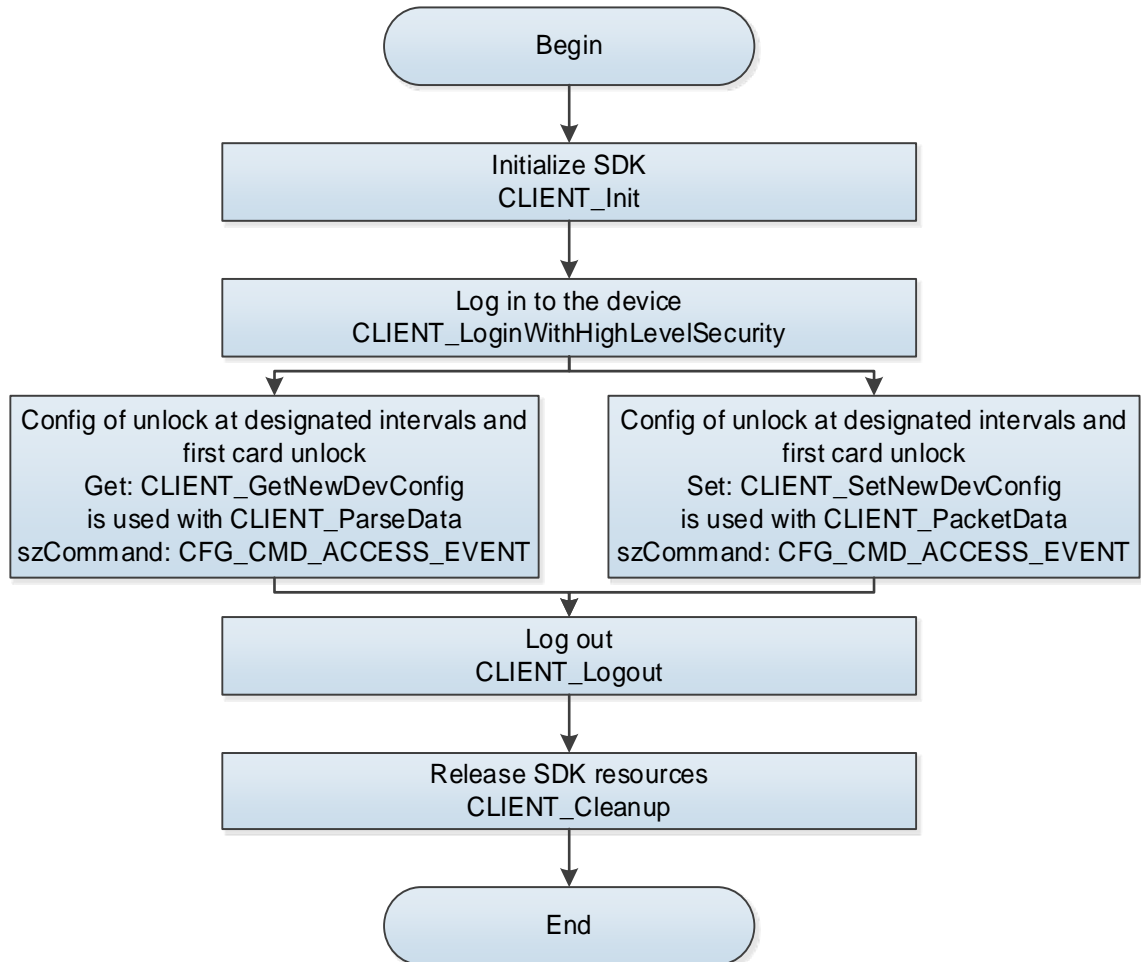 Begin
Initialize SDK
CLIENT_Init
Log in to the device
CLIENT_LoginWithHighLevelSecurity
Config of unlock at designated intervals and
first card unlock
Get: CLIENT_GetNewDevConfig
is used with CLIENT_ParseData
szCommand: CFG_CMD_ACCESS_EVENT
Config of unlock at designated intervals and
first card unlock
Set: CLIENT_SetNewDevConfig
is used with CLIENT_PacketData
szCommand: CFG_CMD_ACCESS_EVENT
Log out
CLIENT_Logout
Release SDK resources
CLIENT_Cleanup
End